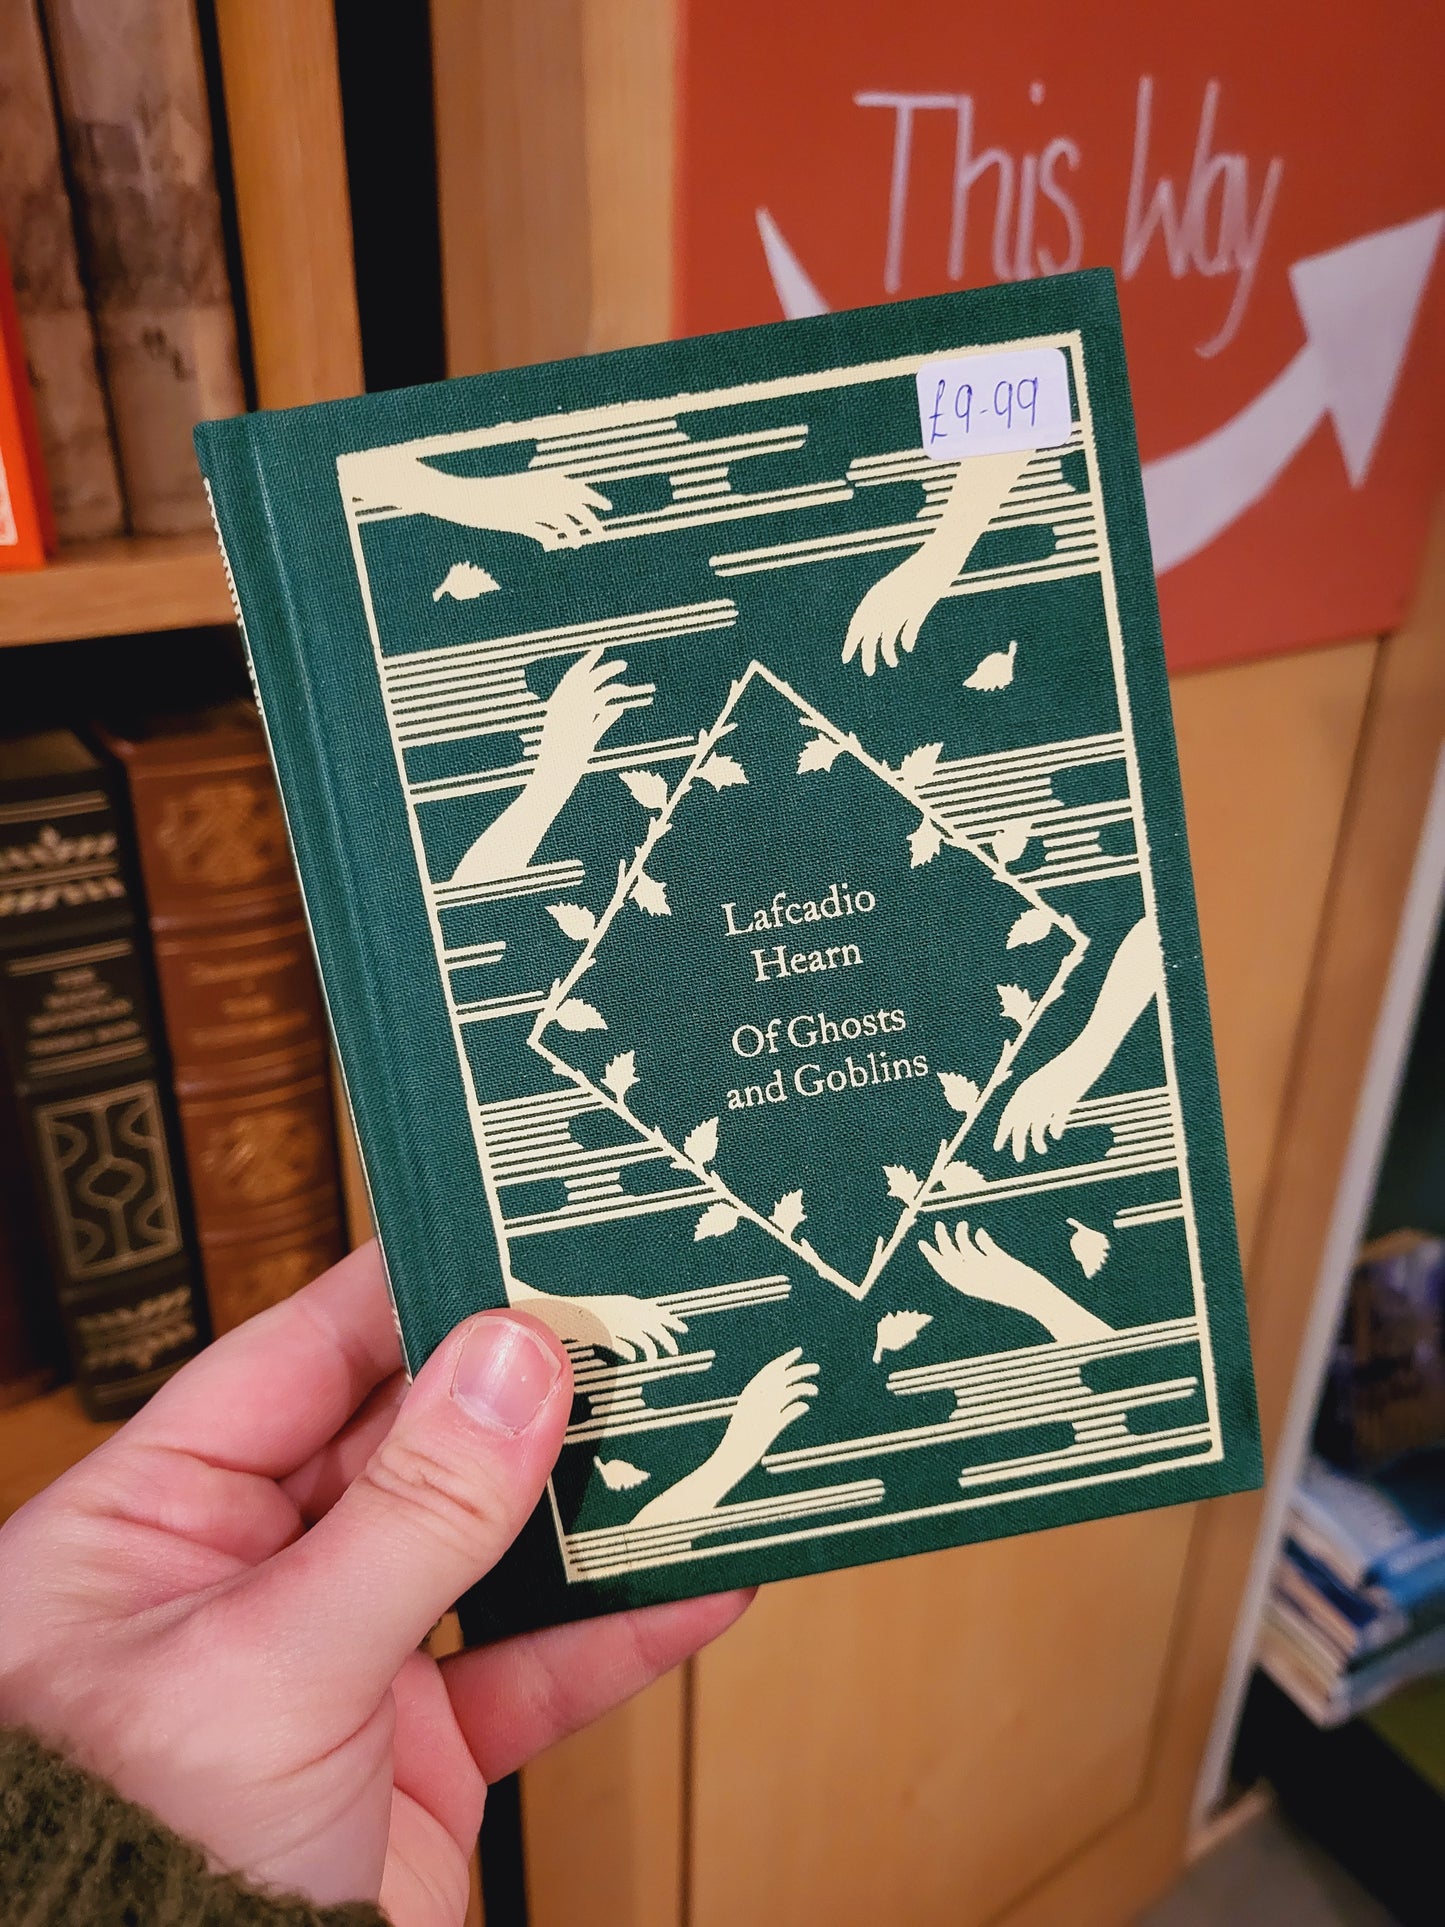 This Way
£9-99
Lafcadio
Hearn
Of Ghosts
and Goblins